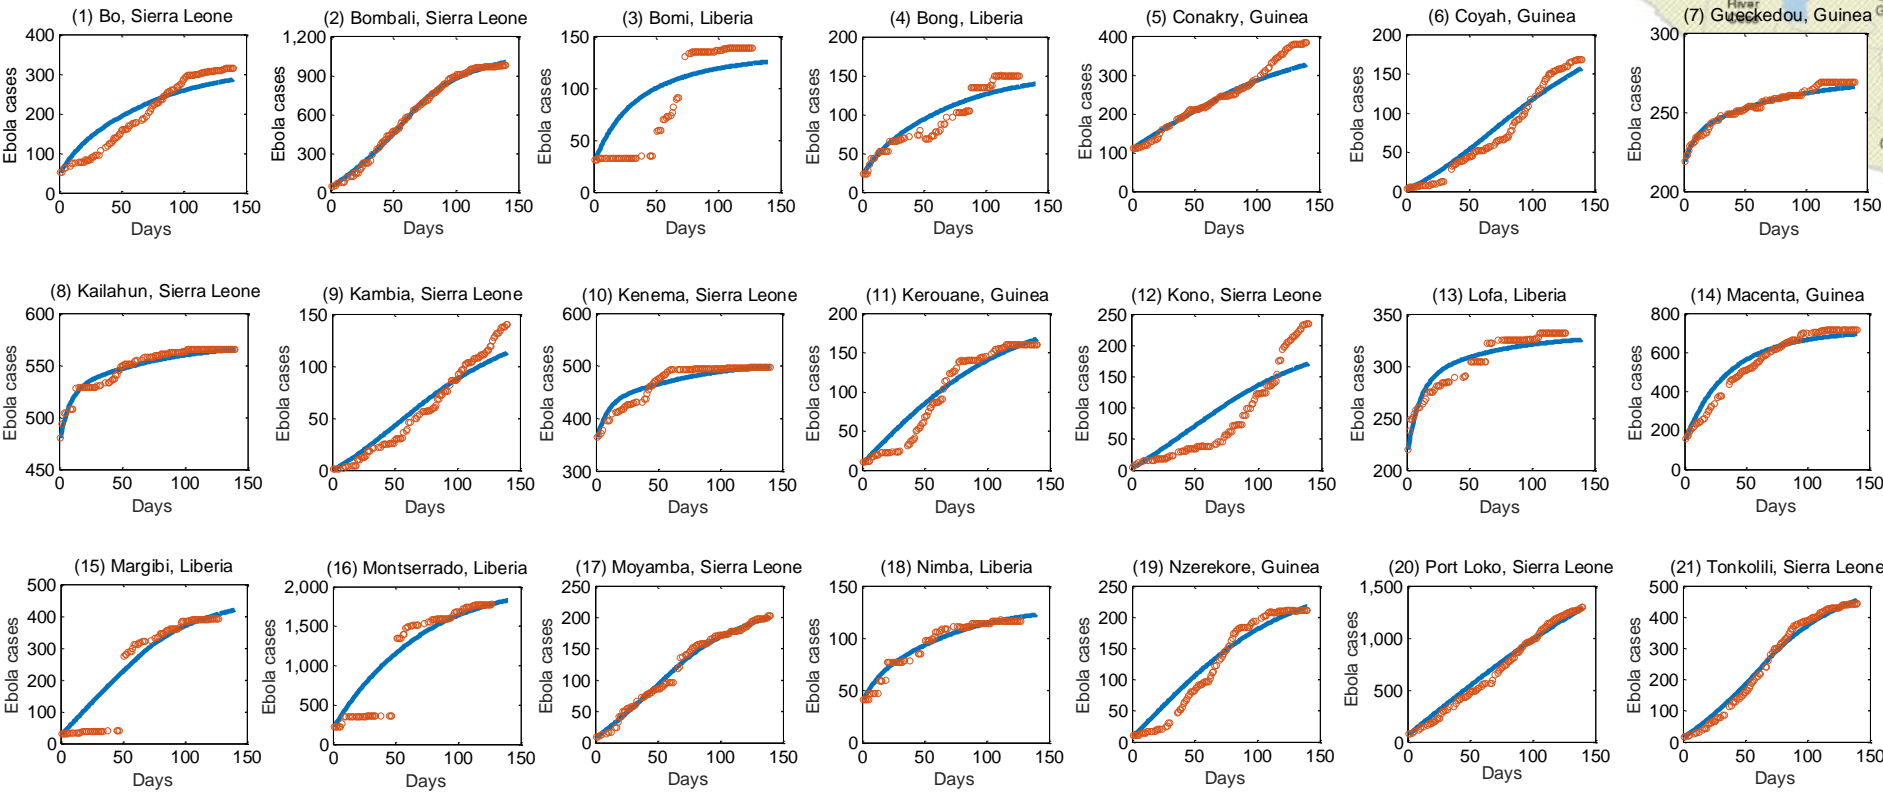 (1) Bo, Sierra Leone
Ebola cases
400
300
200
100
0
0 50 100 150
Days
(2) Bombali, Sierra Leone
Ebola cases
1,200
900
600
300
0
0 50 100 150
Days
(3) Bomi, Liberia
Ebola cases
150
100
50
0
0 50 100 150
Days
(4) Bong, Liberia
Ebola cases
200
150
100
50
0
0 50 100 150
Days
(5) Conakry, Guinea
Ebola cases
400
300
200
100
0
0 50 100 150
Days
(6) Coyah, Guinea
Ebola cases
200
150
100
50
0
0 50 100 150
Days
River
(7) Gueckedou, Guinea
Ebola cases
300
250
200
0 50 100 150
Days
(8) Kailahun, Sierra Leone
Ebola cases
600
550
500
450
0 50 100 150
Days
(9) Kambia, Sierra Leone
Ebola cases
150
100
50
0
0 50 100 150
Days
(10) Kenema, Sierra Leone
Ebola cases
600
500
400
300
0 50 100 150
Days
(11) Kerouane, Guinea
Ebola cases
200
150
100
50
0
0 50 100 150
Days
(12) Kono, Sierra Leone
Ebola cases
250
200
150
100
50
0
0 50 100 150
Days
(13) Lofa, Liberia
Ebola cases
350
300
250
200
0 50 100 150
Days
(14) Macenta, Guinea
Ebola cases
800
600
400
200
0
0 50 100 150
Days
(15) Margibi, Liberia
Ebola cases
500
400
300
200
100
0
0 50 100 150
Days
(16) Montserrado, Liberia
Ebola cases
2,000
1,500
1,000
500
0
0 50 100 150
Days
(17) Moyamba, Sierra Leone
Ebola cases
250
200
150
100
50
0
0 50 100 150
Days
(18) Nimba, Liberia
Ebola cases
150
100
50
0
0 50 100 150
Days
(19) Nzerekore, Guinea
Ebola cases
250
200
150
100
50
0
0 50 100 150
Days
(20) Port Loko, Sierra Leone
Ebola cases
1,500
1,000
500
0
0 50 100 150
Days
(21) Tonkolili, Sierra Leone
Ebola cases
500
400
300
200
100
0
0 50 100 150
Days